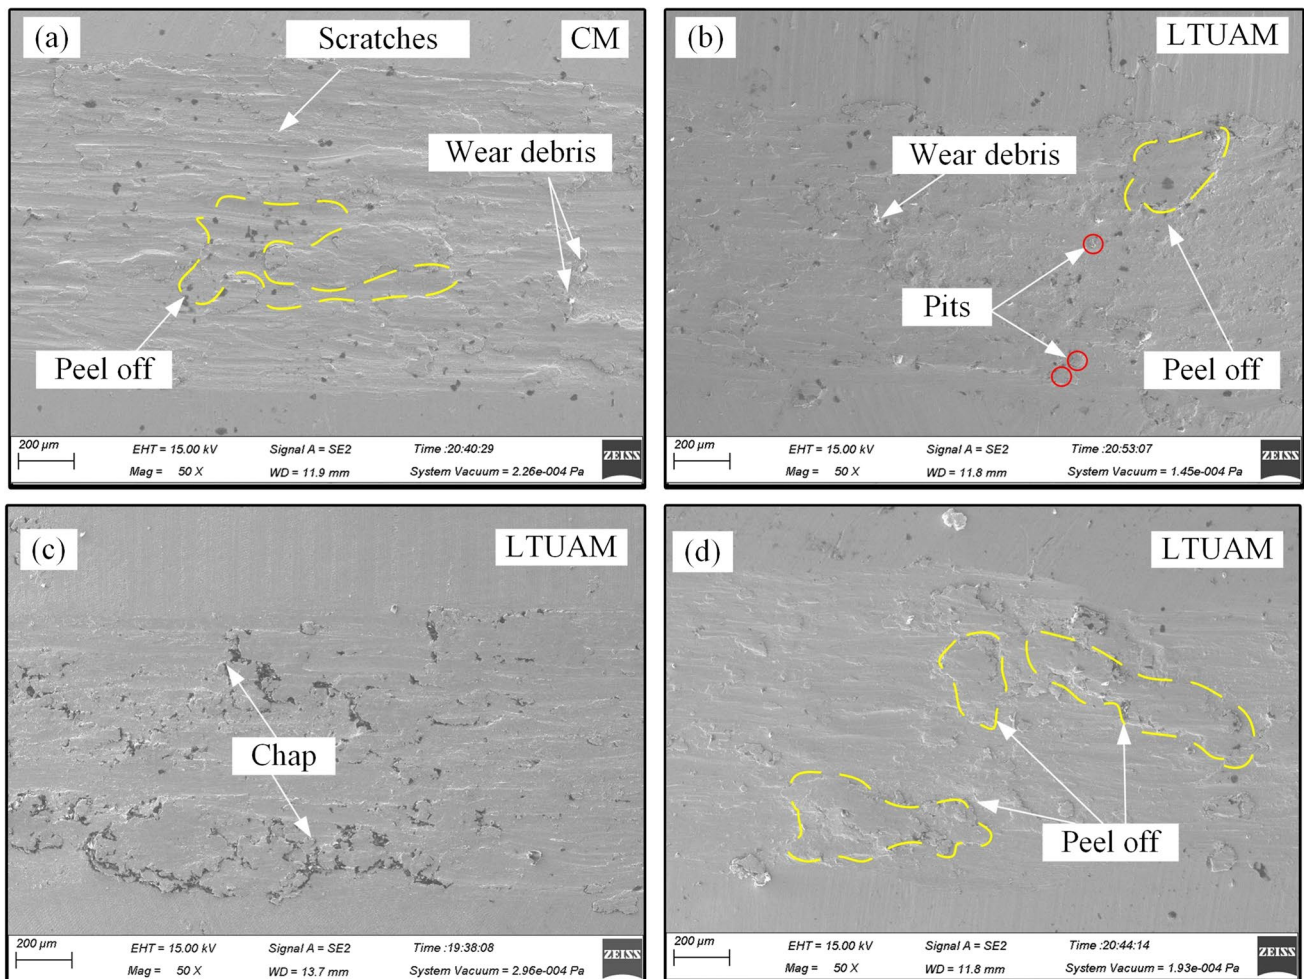 (a)
Scratches
CM
Wear debris
Peel off
200 µm
EHT = 15.00 kV
Signal A = SE2
Time :20:40:29
Mag = 50 X
WD = 11.9 mm
System Vacuum = 2.26e-004 Pa
ZEISS
(b)
LTUAM
Wear debris
Pits
Peel off
200 µm
EHT = 15.00 kV
Signal A = SE2
Time :20:53:07
Mag = 50 X
WD = 11.8 mm
System Vacuum = 1.45e-004 Pa
ZEISS
(c)
LTUAM
Chap
200 µm
EHT = 15.00 kV
Signal A = SE2
Time :19:38:08
Mag = 50 X
WD = 13.7 mm
System Vacuum = 2.96e-004 Pa
ZEISS
(d)
LTUAM
Peel off
200 µm
EHT = 15.00 kV
Signal A = SE2
Time :20:44:14
Mag = 50 X
WD = 11.8 mm
System Vacuum = 1.93e-004 Pa
ZEISS